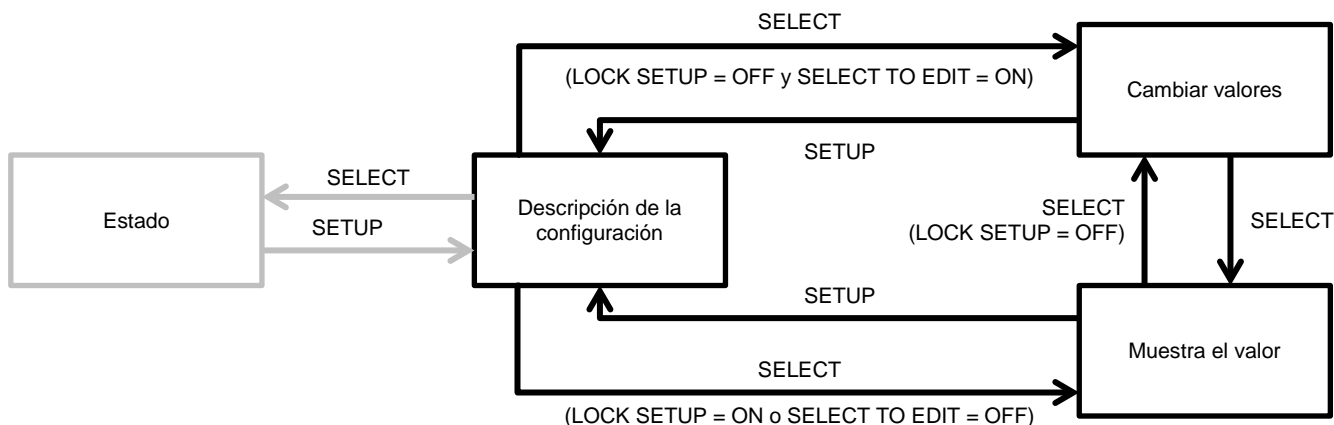 SELECT
(LOCK SETUP = OFF y SELECT TO EDIT = ON)
Cambiar valores
SETUP
SELECT
Estado
SETUP
Descripción de la
configuración
SELECT
(LOCK SETUP = OFF)
SELECT
SETUP
Muestra el valor
SELECT
(LOCK SETUP = ON o SELECT TO EDIT = OFF)